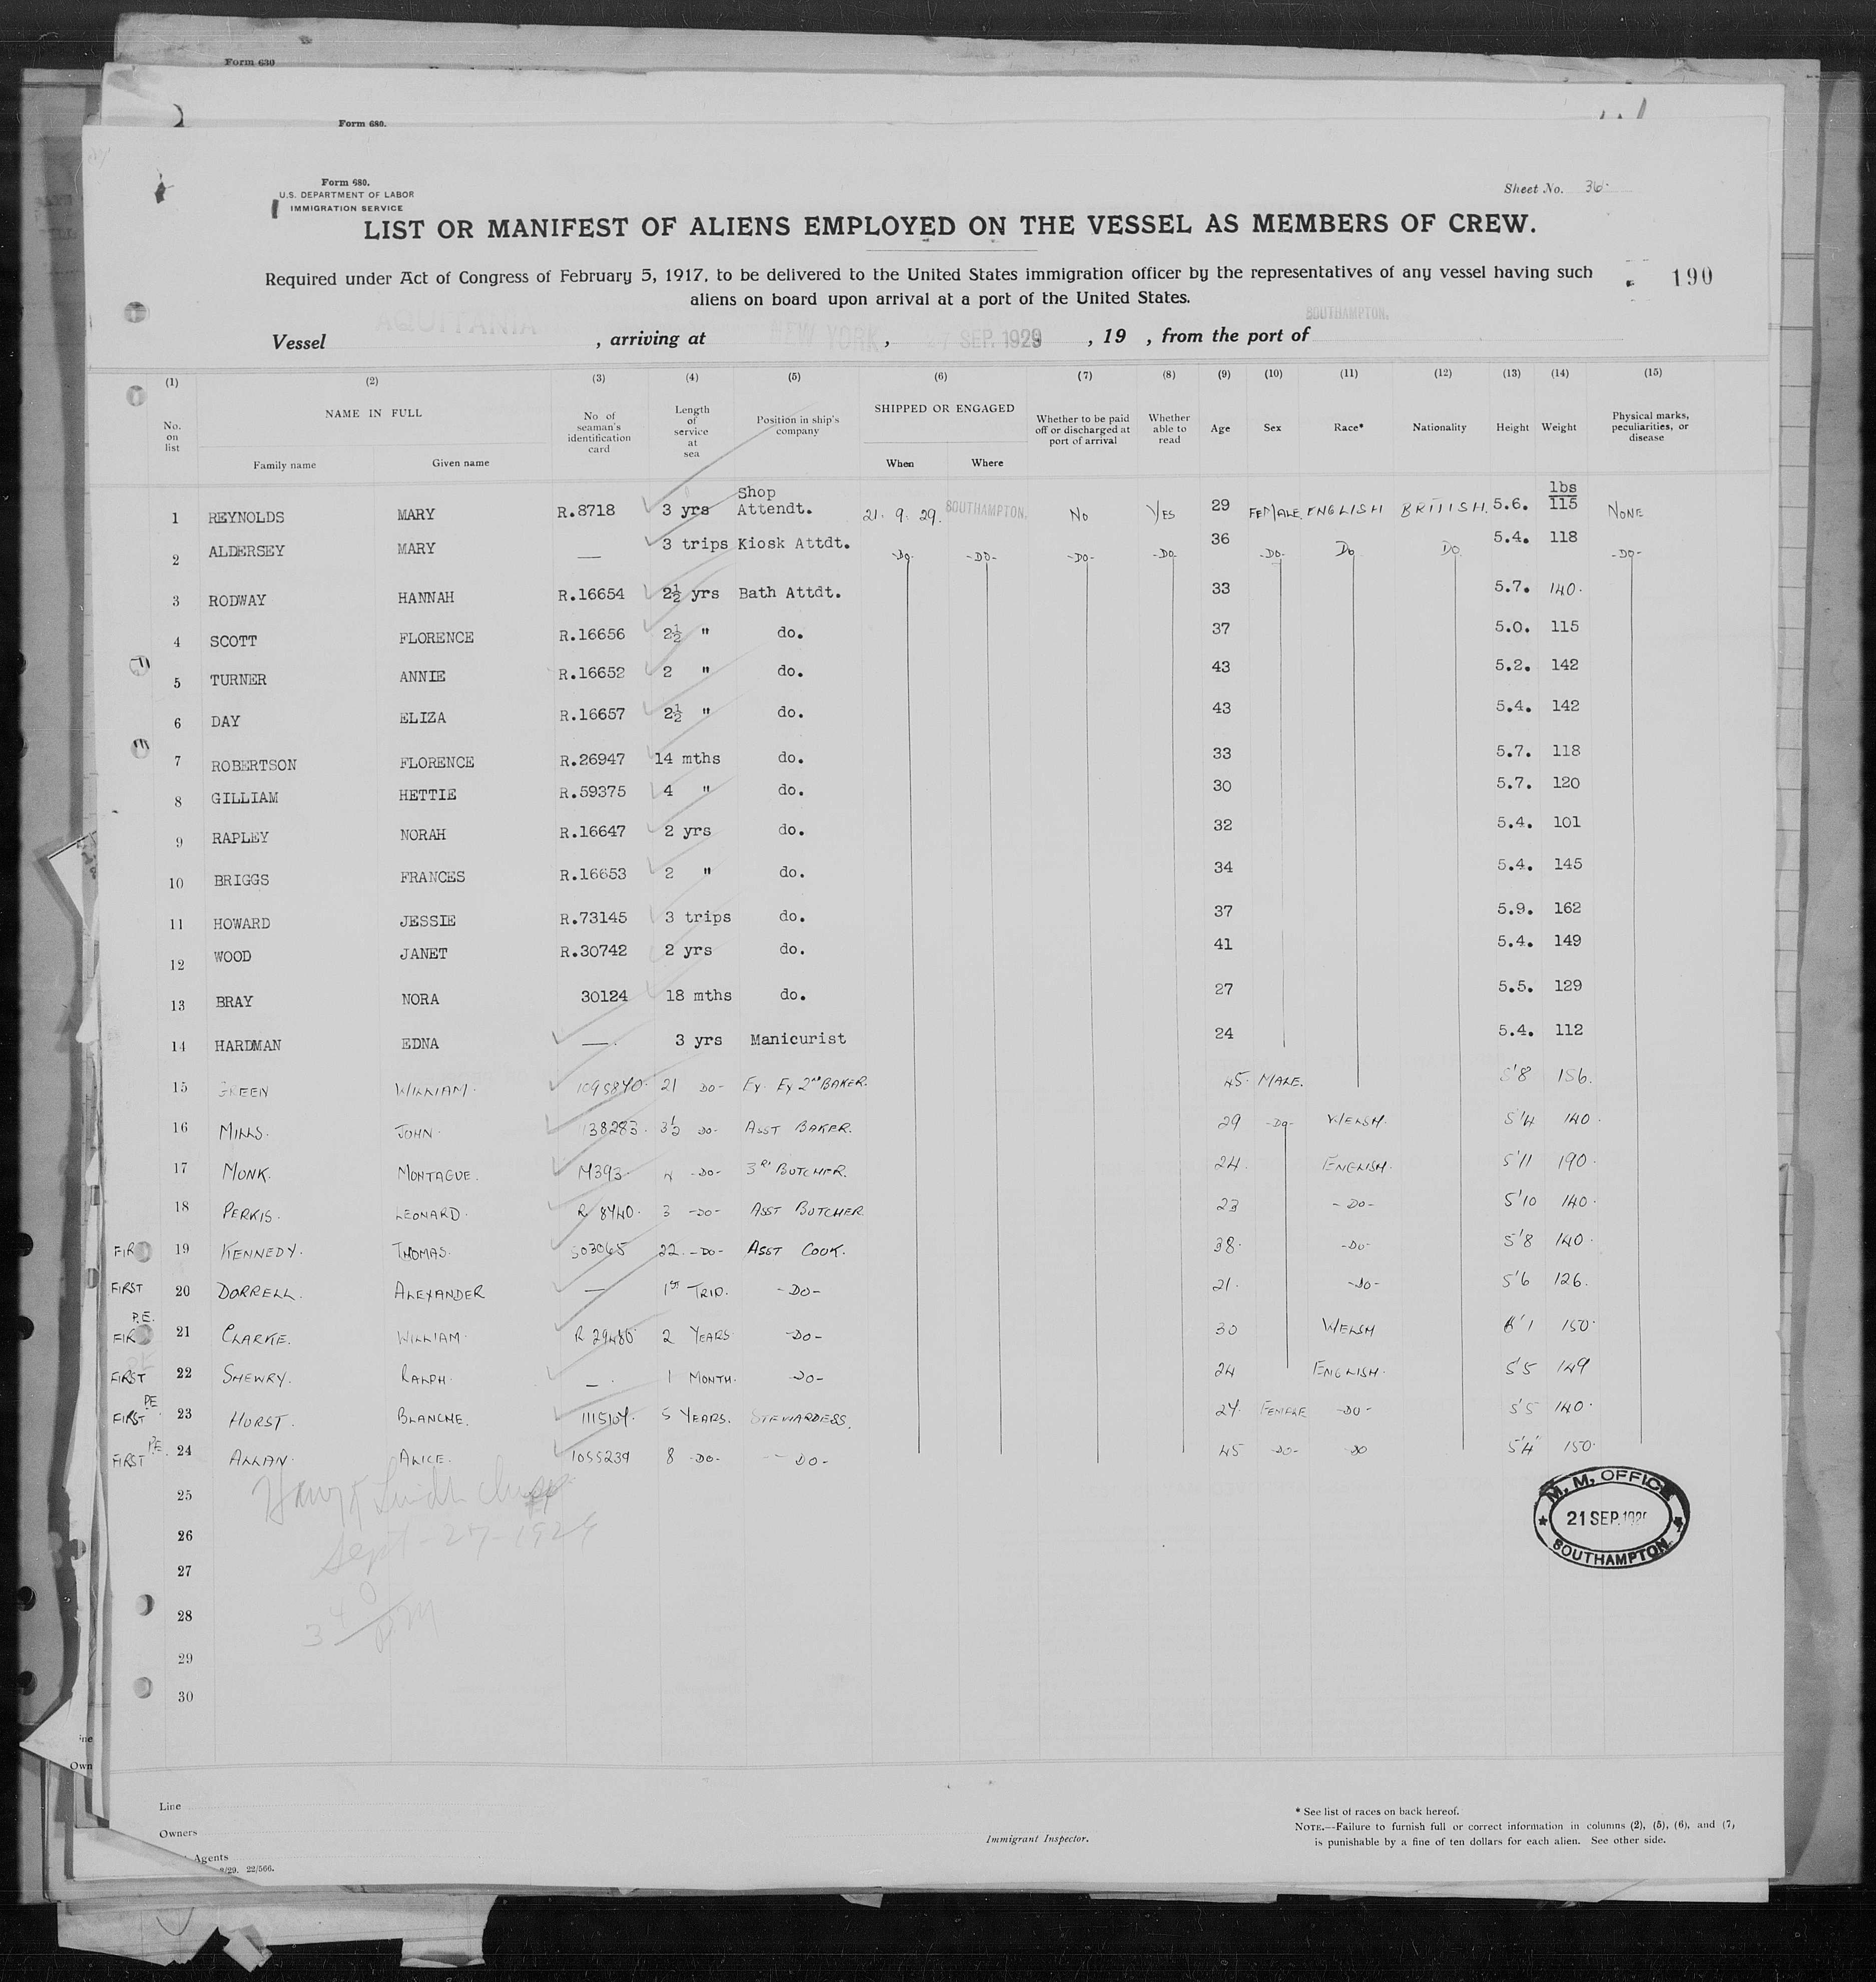 Form 630
Form 680.
Form 680.
U.S. DEPARTMENT OF LABOR
IMMIGRATION SERVICE
Sheet No. 36.
LIST OR MANIFEST OF ALIENS EMPLOYED ON THE VESSEL AS MEMBERS OF CREW.
Required under Act of Congress of February 5, 1917, to be delivered to the United States immigration officer by the representatives of any vessel having such
aliens on board upon arrival at a port of the United States.
190
Vessel AQUITANIA , arriving at NEW YORK , 27 SEP. 1929 , 19 , from the port of SOUTHAMPTON.
(1) (2) (3) (4) (5) (6) (7) (8) (9) (10) (11) (12) (13) (14) (15)
No. on list NAME IN FULL No of seaman's identification card Length of service at sea Position in ship's company SHIPPED OR ENGAGED Whether to be paid off or discharged at port of arrival Whether able to read Age Sex Race* Nationality Height Weight Physical marks, peculiarities, or disease
Family name Given name When Where
1 REYNOLDS MARY R.8718 3 yrs Shop Attendt. 21. 9. 29. SOUTHAMPTON. NO YES 29 FEMALE. ENGLISH BRITISH. 5.6. lbs 115 NONE
2 ALDERSEY MARY — 3 trips Kiosk Attdt. -DO- -DO- -DO- -DO- 36 -DO- DO DO 5.4. 118 -DO-
3 RODWAY HANNAH R.16654 2½ yrs Bath Attdt. 33 5.7. 140.
4 SCOTT FLORENCE R.16656 2½ " do. 37 5.0. 115
5 TURNER ANNIE R.16652 2 " do. 43 5.2. 142
6 DAY ELIZA R.16657 2½ " do. 43 5.4. 142
7 ROBERTSON FLORENCE R.26947 14 mths do. 33 5.7. 118
8 GILLIAM HETTIE R.59375 4 " do. 30 5.7. 120
9 RAPLEY NORAH R.16647 2 yrs do. 32 5.4. 101
10 BRIGGS FRANCES R.16653 2 " do. 34 5.4. 145
11 HOWARD JESSIE R.73145 3 trips do. 37 5.9. 162
12 WOOD JANET R.30742 2 yrs do. 41 5.4. 149
13 BRAY NORA 30124 18 mths do. 27 5.5. 129
14 HARDMAN EDNA —. 3 yrs Manicurist 24 5.4. 112
15 GREEN WILLIAM. 21 DO- 2ND BAKER. 45. MALE. 5'8 156.
16 MILLS. JOHN. 138283. 3½ DO- ASST BAKER. 29 -DO- WELSH. 5'4 140.
17 MONK. MONTAGUE. -DO- 3RD BUTCHER. 24. ENGLISH. 5'11 190.
18 PERKIS. LEONARD. R 8740. 3 -DO- ASST BUTCHER 23 -DO- 5'10 140.
FIRST 19 KENNEDY. THOMAS. 22. -DO- ASST COOK. 38. -DO- 5'8 140.
FIRST 20 DORRELL. ALEXANDER — 1ST TRIP. -DO- 21. -DO- 5'6 126.
P.E.
FIRST 21 CLARKE. WILLIAM. R 29480 2 YEARS -DO- 30 WELSH 6'1 150.
FIRST 22 SHEWRY. RALPH. —. 1 MONTH. -DO- 24 ENGLISH. 5'5 149
P.E.
FIRST 23 HURST. BLANCHE. 5 YEARS. STEWARDESS. 27. FEMALE -DO- 5'5 140.
P.E.
FIRST 24 ALLAN. ALICE. 1055239 8 -DO- -DO- 45 -DO- -DO 5'4" 150.
25
26
27
28
29
30
Sept-27-1929
3 40 PM
M. M. OFFICE
21 SEP. 1929
SOUTHAMPTON
Line
Owners
Agents
8/29. 22/566.
Immigrant Inspector.
* See list of races on back hereof.
NOTE.—Failure to furnish full or correct information in columns (2), (5), (6), and (7)
is punishable by a fine of ten dollars for each alien. See other side.
Own